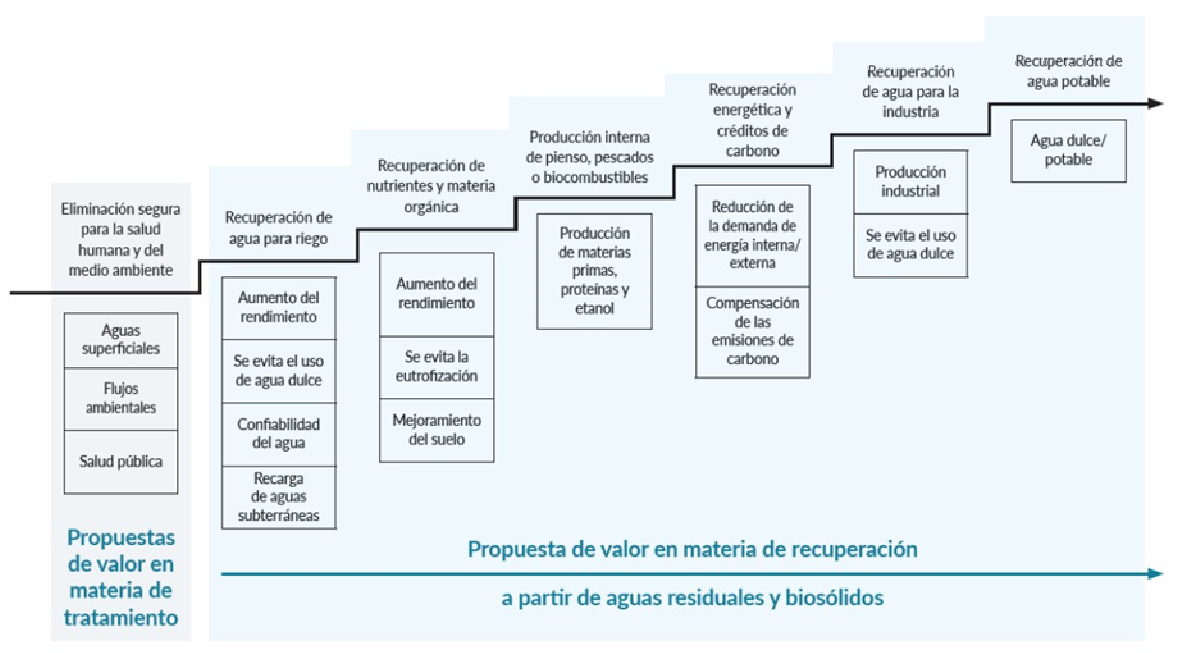 Eliminación segura
para la salud
humana y del
medio ambiente
Aguas
superficiales
Flujos
ambientales
Salud pública
Propuestas
de valor en
materia de
tratamiento
Recuperación de
agua para riego
Aumento del
rendimiento
Se evita el uso
de agua dulce
Confiabilidad
del agua
Recarga
de aguas
subterráneas
Recuperación de
nutrientes y materia
orgánica
Aumento del
rendimiento
Se evita la
eutrofización
Mejoramiento
del suelo
Producción interna
de pienso, pescados
o biocombustibles
Producción
de materias
primas,
proteínas y
etanol
Recuperación
energética y
créditos de
carbono
Reducción de
la demanda de
energía interna/
externa
Compensación
de las
emisiones de
carbono
Recuperación
de agua para la
industria
Producción
industrial
Se evita el uso
de agua dulce
Recuperación de
agua potable
Agua dulce/
potable
Propuesta de valor en materia de recuperación
a partir de aguas residuales y biosólidos